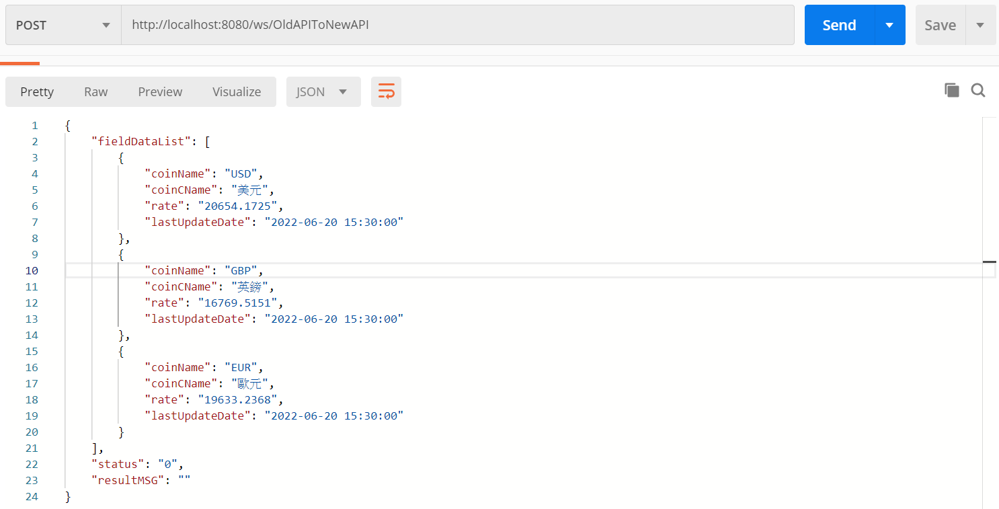 POST http://localhost:8080/ws/OldAPIToNewAPI Send Save
Pretty Raw Preview Visualize JSON
1 {
2 "fieldDataList": [
3 {
4 "coinName": "USD",
5 "coinCName": "美元",
6 "rate": "20654.1725",
7 "lastUpdateDate": "2022-06-20 15:30:00"
8 },
9 {
10 "coinName": "GBP",
11 "coinCName": "英鎊",
12 "rate": "16769.5151",
13 "lastUpdateDate": "2022-06-20 15:30:00"
14 },
15 {
16 "coinName": "EUR",
17 "coinCName": "歐元",
18 "rate": "19633.2368",
19 "lastUpdateDate": "2022-06-20 15:30:00"
20 }
21 ],
22 "status": "0",
23 "resultMSG": ""
24 }